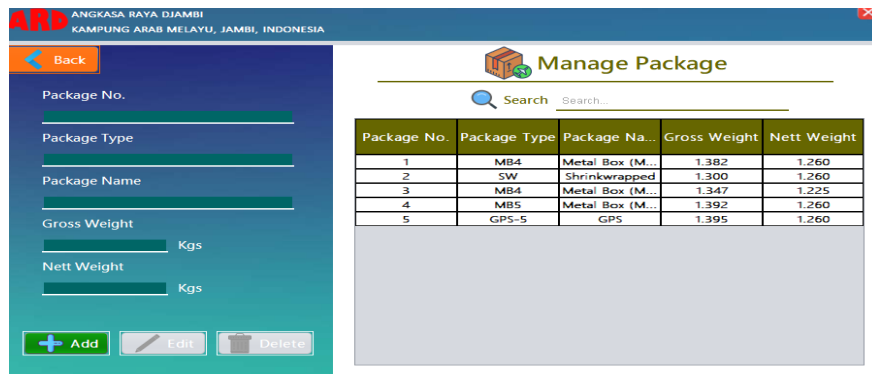 ARD
ANGKASA RAYA DJAMBI
KAMPUNG ARAB MELAYU, JAMBI, INDONESIA
Back
Package No.
Package Type
Package Name
Gross Weight
Kgs
Nett Weight
Kgs
Add Edit Delete
Manage Package
Search Search...
Package No. Package Type Package Na... Gross Weight Nett Weight
1 MB4 Metal Box (M... 1.382 1.260
2 SW Shrinkwrapped 1.300 1.260
3 MB4 Metal Box (M... 1.347 1.225
4 MB5 Metal Box (M... 1.392 1.260
5 GPS-5 GPS 1.395 1.260